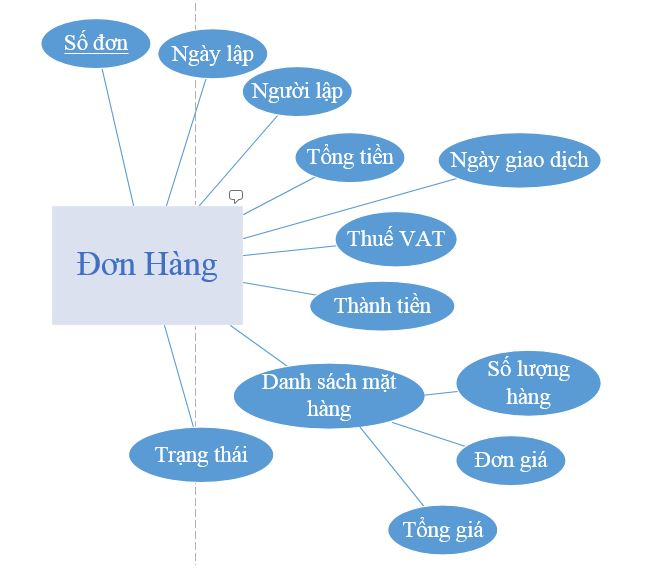 Số đơn
Ngày lập
Người lập
Tổng tiền
Ngày giao dịch
Đơn Hàng
Thuế VAT
Thành tiền
Danh sách mặt
hàng
Số lượng
hàng
Trạng thái
Đơn giá
Tổng giá